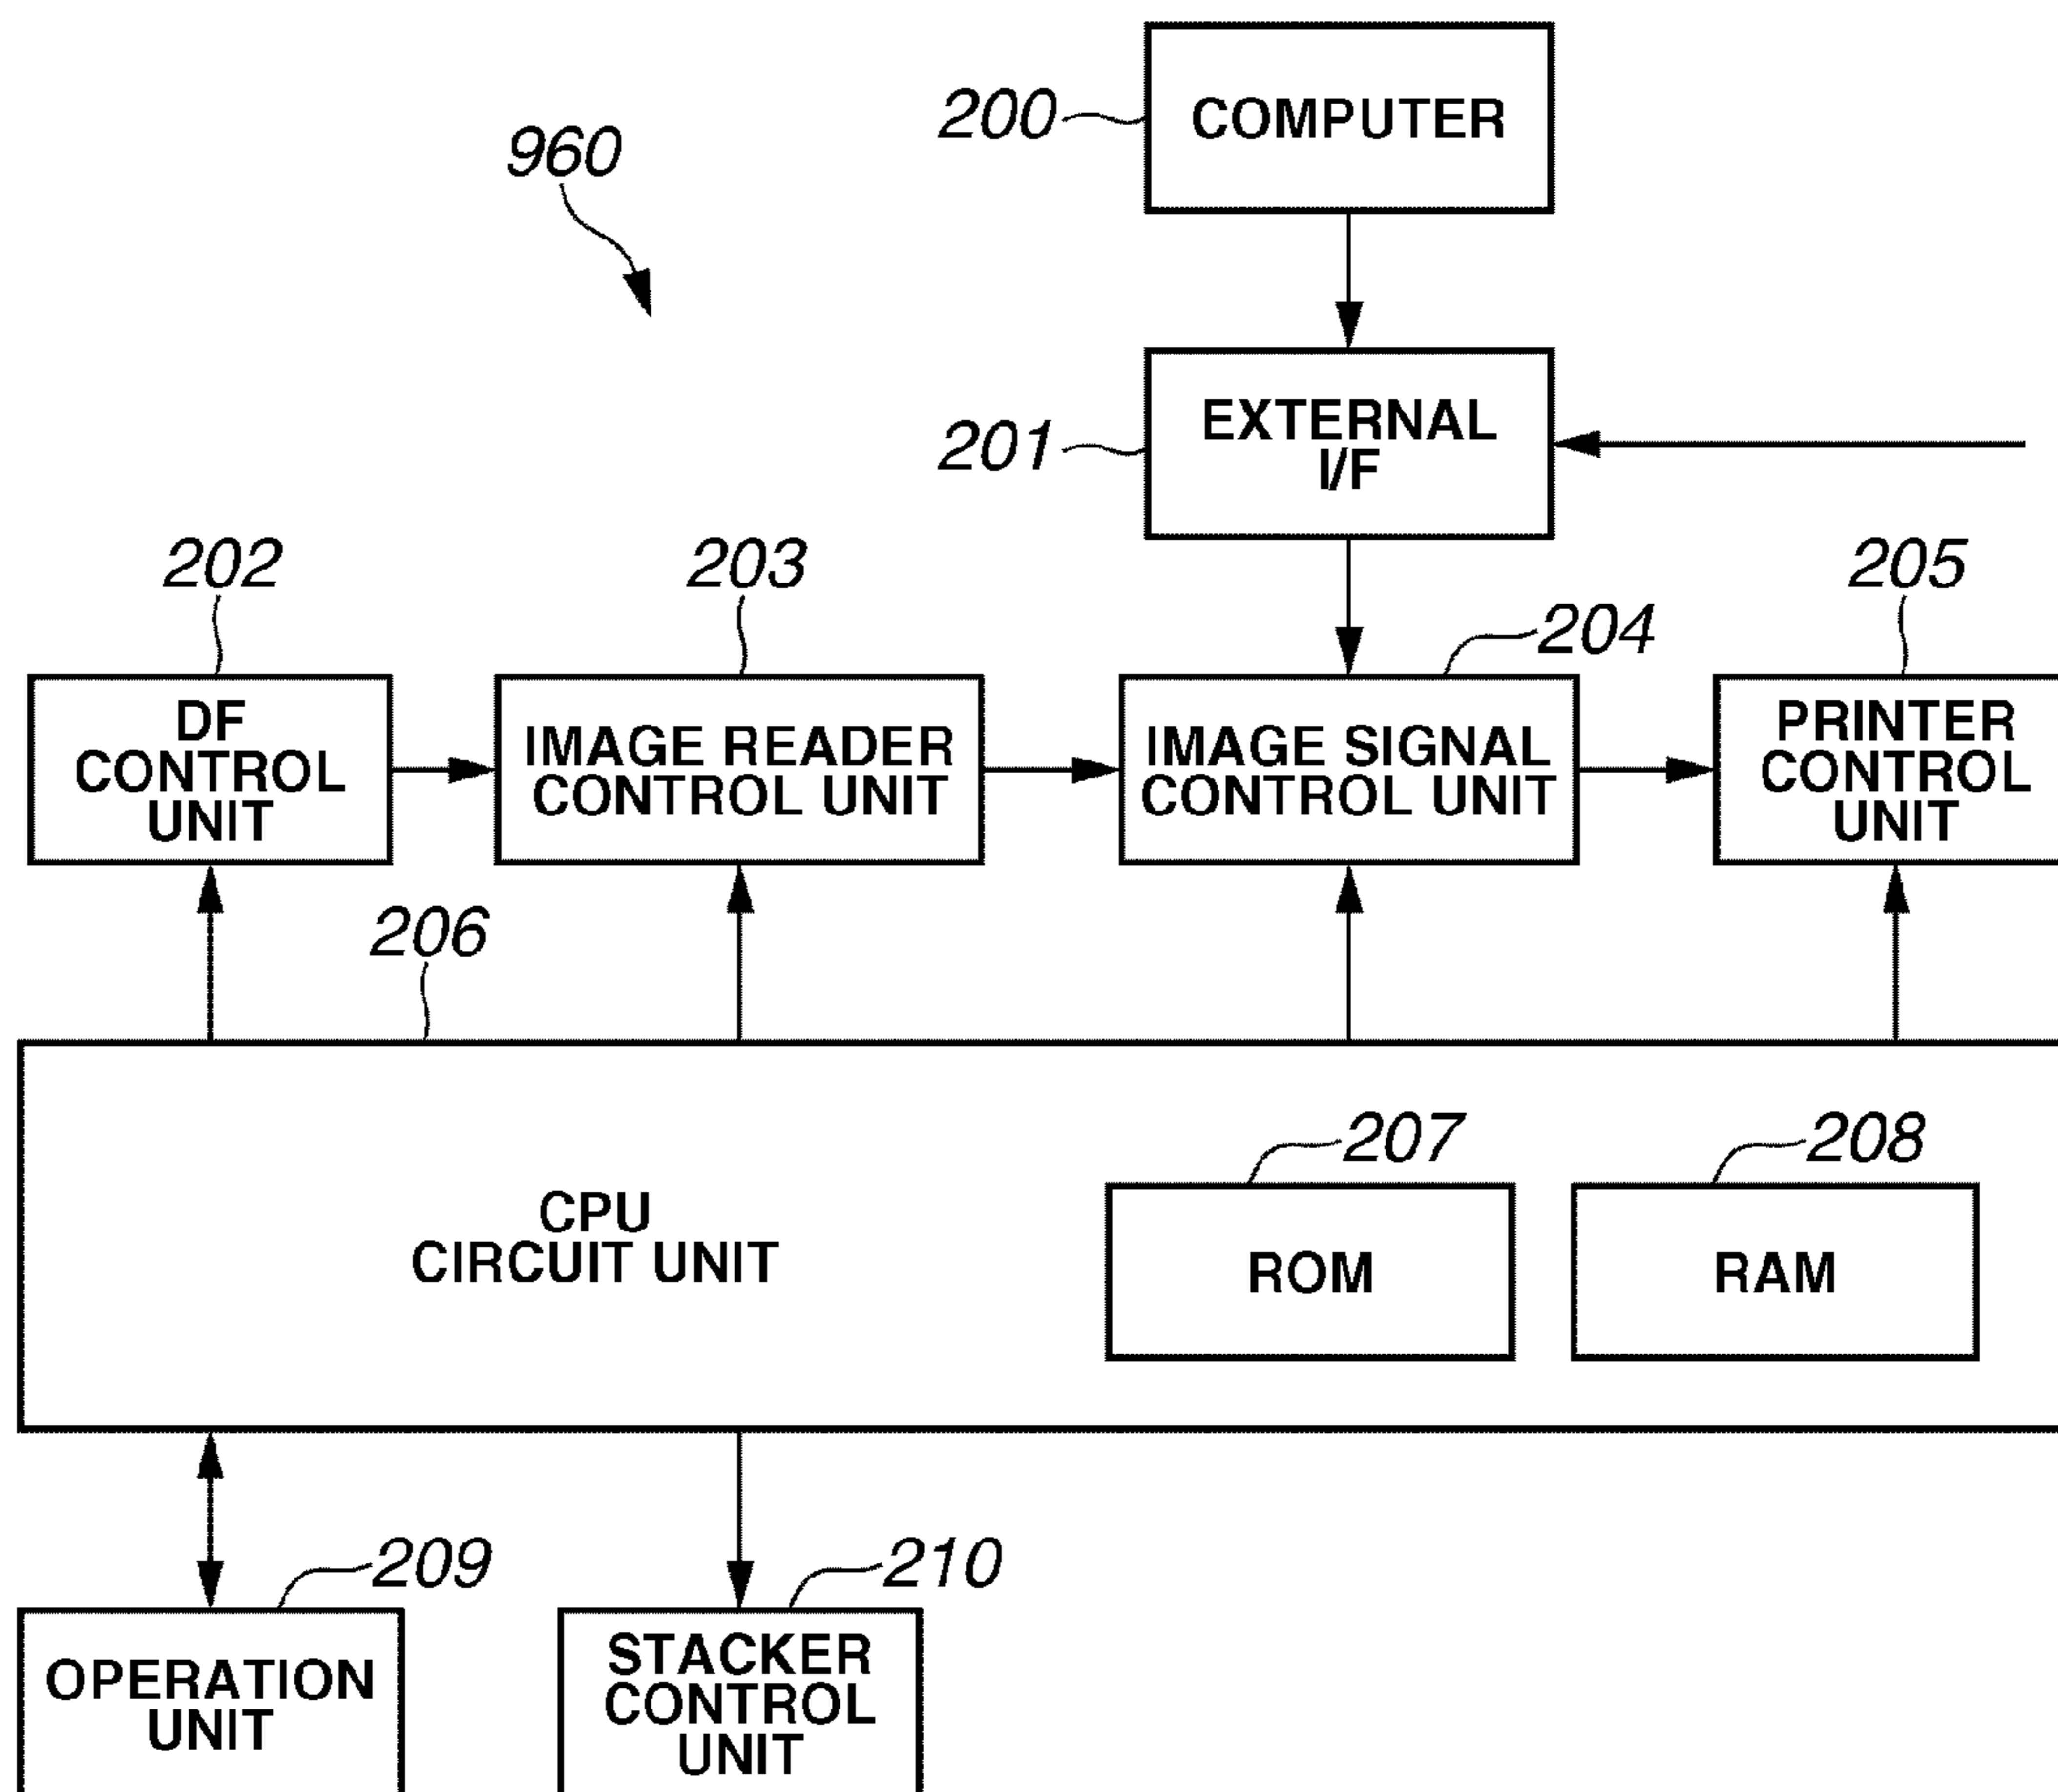 200
COMPUTER
960
201
EXTERNAL
I/F
202
203
204
205
DF
CONTROL
UNIT
IMAGE READER
CONTROL UNIT
IMAGE SIGNAL
CONTROL UNIT
PRINTER
CONTROL
UNIT
206
CPU
CIRCUIT UNIT
207
ROM
208
RAM
209
OPERATION
UNIT
210
STACKER
CONTROL
UNIT